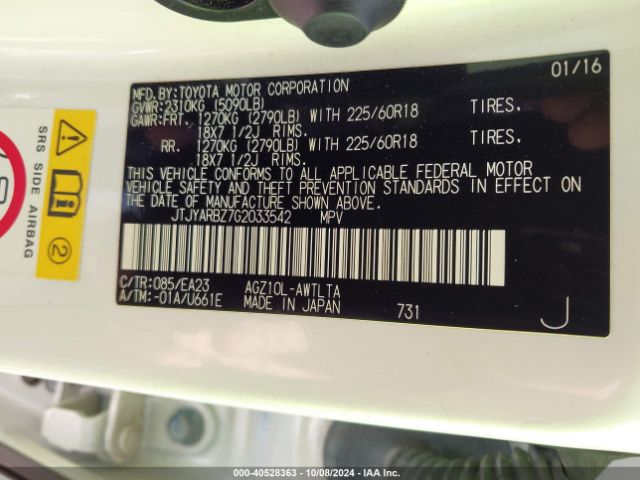 01/16
MFD.BY:TOYOTA MOTOR CORPORATION
GVWR:2310KG (5090LB)
GAWR:FRT. 1270KG (2790LB) WITH 225/60R18 TIRES.
18X7 1/2J RIMS.
RR. 1270KG (2790LB) WITH 225/60R18 TIRES.
18X7 1/2J RIMS.
THIS VEHICLE CONFORMS TO ALL APPLICABLE FEDERAL MOTOR
VEHICLE SAFETY AND THEFT PREVENTION STANDARDS IN EFFECT ON
THE DATE OF MANUFACTURE SHOWN ABOVE.
JTJYARBZ7G2033542 MPV
C/TR:085/EA23 AGZ10L-AWTLTA
A/TM:-01A/U661E MADE IN JAPAN 731
J
SRS SIDE AIRBAG
2
000-40528363 - 10/08/2024 - IAA Inc.